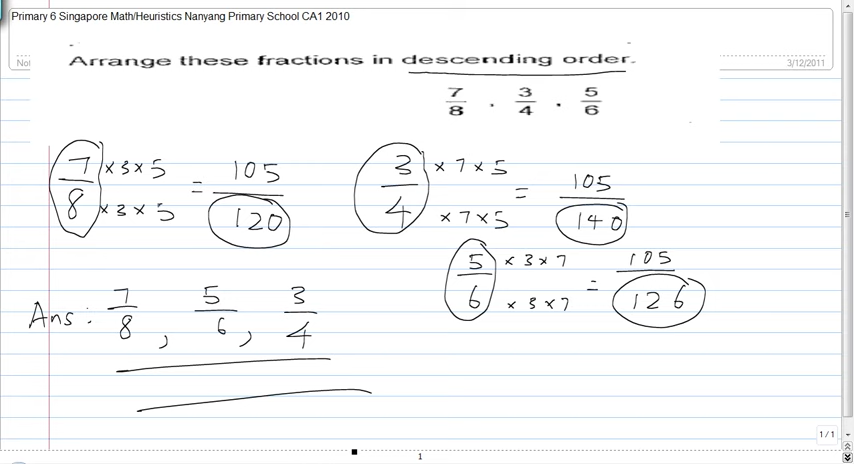 Primary 6 Singapore Math/Heuristics Nanyang Primary School CA1 2010
Not
3/12/2011
Arrange these fractions in descending order.
7/8 , 3/4 , 5/6
7×3×5/8×3×5 = 105/120
3×7×5/4×7×5 = 105/140
5×3×7/6×3×7 = 105/126
Ans: 7/8, 5/6, 3/4
1/1
1